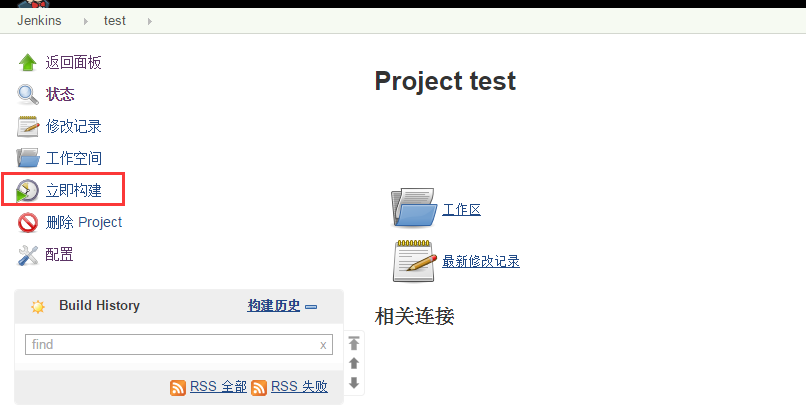 Jenkins test
返回面板
状态
修改记录
工作空间
立即构建
删除 Project
配置
Build History 构建历史
find x
RSS 全部 RSS 失败
Project test
工作区
最新修改记录
相关连接